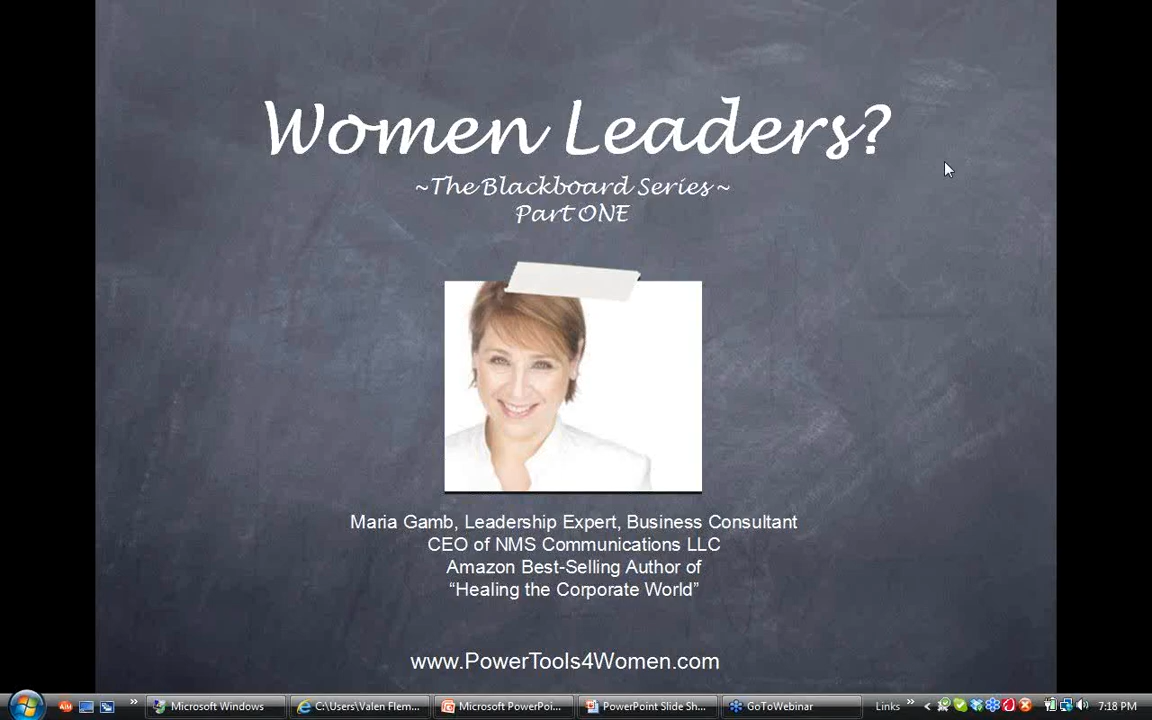 Women Leaders?
~The Blackboard Series~
Part ONE
Maria Gamb, Leadership Expert, Business Consultant
CEO of NMS Communications LLC
Amazon Best-Selling Author of
“Healing the Corporate World”
www.PowerTools4Women.com
Microsoft Windows
C:\Users\Valen Flem...
Microsoft PowerPoi...
PowerPoint Slide Sh...
GoToWebinar
Links
7:18 PM